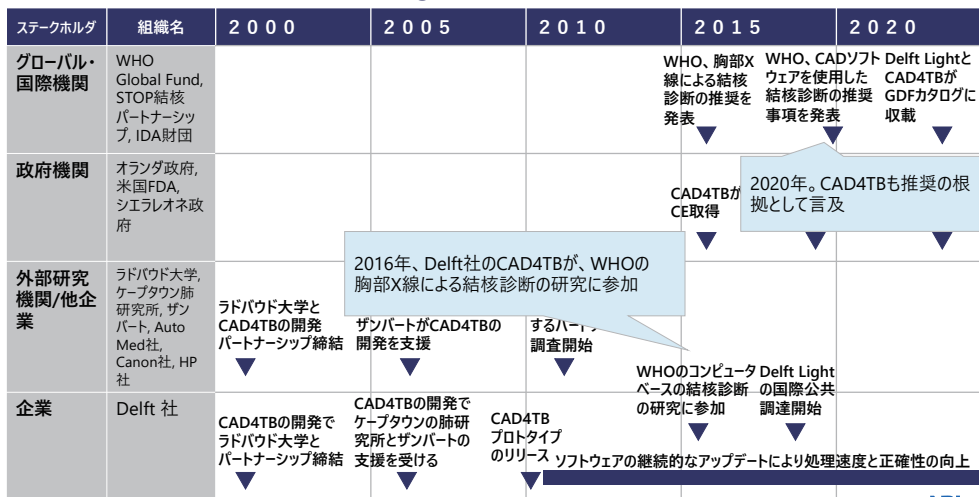 ステークホルダ 組織名 2000 2005 2010 2015 2020
グローバル・
国際機関
WHO
Global Fund,
STOP結核
パートナーシッ
プ, IDA財団
WHO、胸部X
線による結核
診断の推奨を
発表
WHO、CADソフト
ウェアを使用した
結核診断の推奨
事項を発表
Delft Lightと
CAD4TBが
GDFカタログに
収載
政府機関
オランダ政府,
米国FDA,
シエラレオネ政
府
CAD4TBが
CE取得
2020年。CAD4TBも推奨の根
拠として言及
外部研究
機関/他企
業
ラドバウド大学,
ケープタウン肺
研究所, ザン
バート, Auto
Med社,
Canon社, HP
社
ラドバウド大学と
CAD4TBの開発
パートナーシップ締結
ザンバートがCAD4TBの
開発を支援
調査開始
2016年、Delft社のCAD4TBが、WHOの
胸部X線による結核診断の研究に参加
企業
Delft 社
CAD4TBの開発で
ラドバウド大学と
パートナーシップ締結
CAD4TBの開発で
ケープタウンの肺研
究所とザンバートの
支援を受ける
CAD4TB
プロトタイプ
のリリース
WHOのコンピュータ
ベースの結核診断
の研究に参加
Delft Light
の国際公共
調達開始
ソフトウェアの継続的なアップデートにより処理速度と正確性の向上